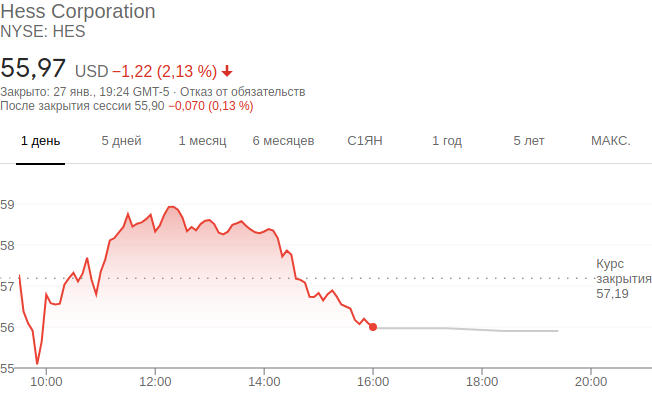 Hess Corporation
NYSE: HES
55,97 USD −1,22 (2,13 %)
Закрыто: 27 янв., 19:24 GMT-5 · Отказ от обязательств
После закрытия сессии 55,90 −0,070 (0,13 %)
1 день 5 дней 1 месяц 6 месяцев С1ЯН 1 год 5 лет МАКС.
59
58
57
56
55
Курс
закрытия
57,19
10:00 12:00 14:00 16:00 18:00 20:00